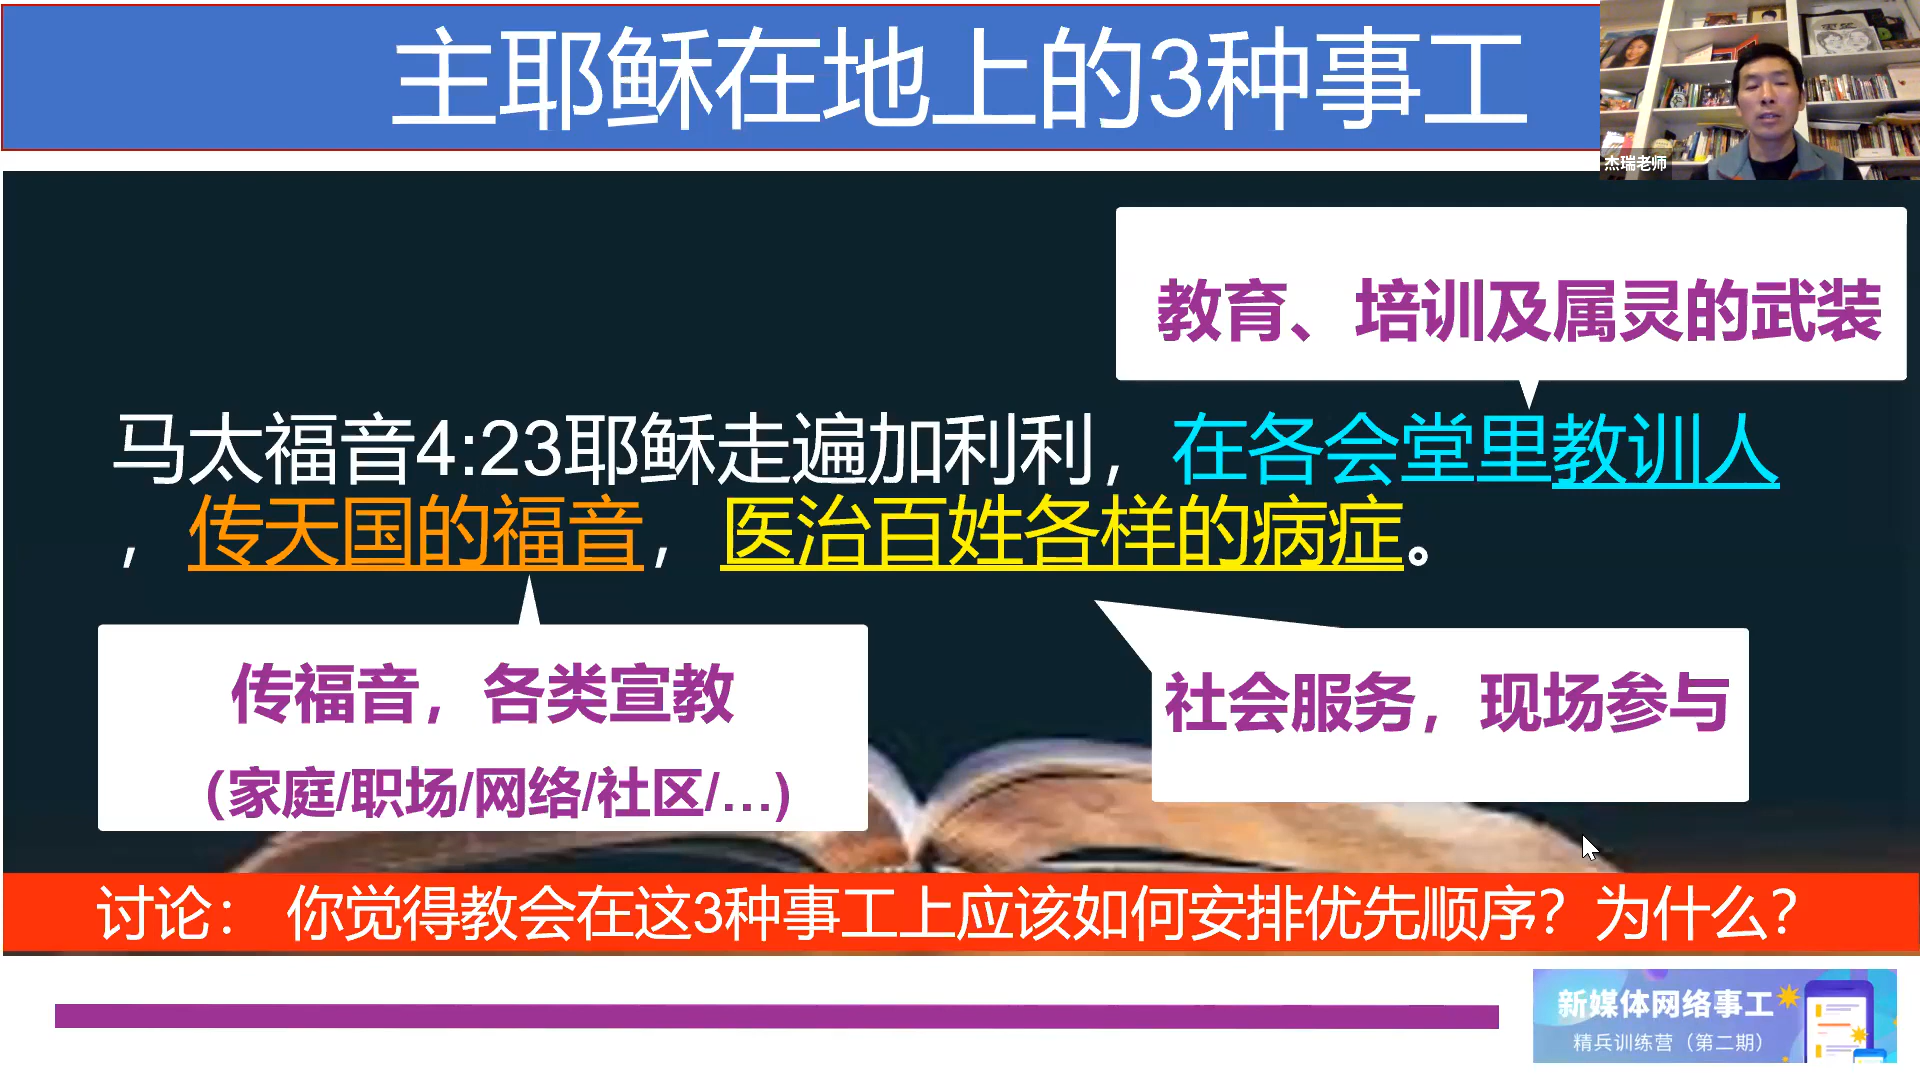 主耶稣在地上的3种事工
杰瑞老师
教育、培训及属灵的武装
马太福音4:23耶稣走遍加利利，在各会堂里教训人
，传天国的福音，医治百姓各样的病症。
传福音，各类宣教
（家庭/职场/网络/社区/…）
社会服务，现场参与
讨论： 你觉得教会在这3种事工上应该如何安排优先顺序？为什么？
新媒体网络事工
精兵训练营（第二期）